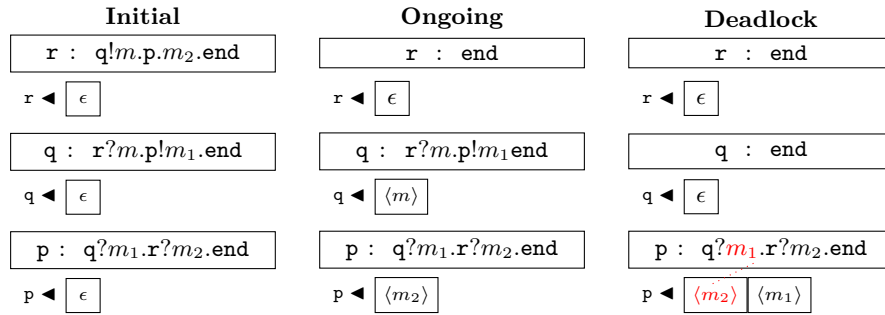 Initial Ongoing Deadlock
r : q!m.p.m₂.end r : end r : end
r ◄ ϵ r ◄ ϵ r ◄ ϵ
q : r?m.p!m₁.end q : r?m.p!m₁end q : end
q ◄ ϵ q ◄ ⟨m⟩ q ◄ ϵ
p : q?m₁.r?m₂.end p : q?m₁.r?m₂.end p : q?m₁.r?m₂.end
p ◄ ϵ p ◄ ⟨m₂⟩ p ◄ ⟨m₂⟩ ⟨m₁⟩